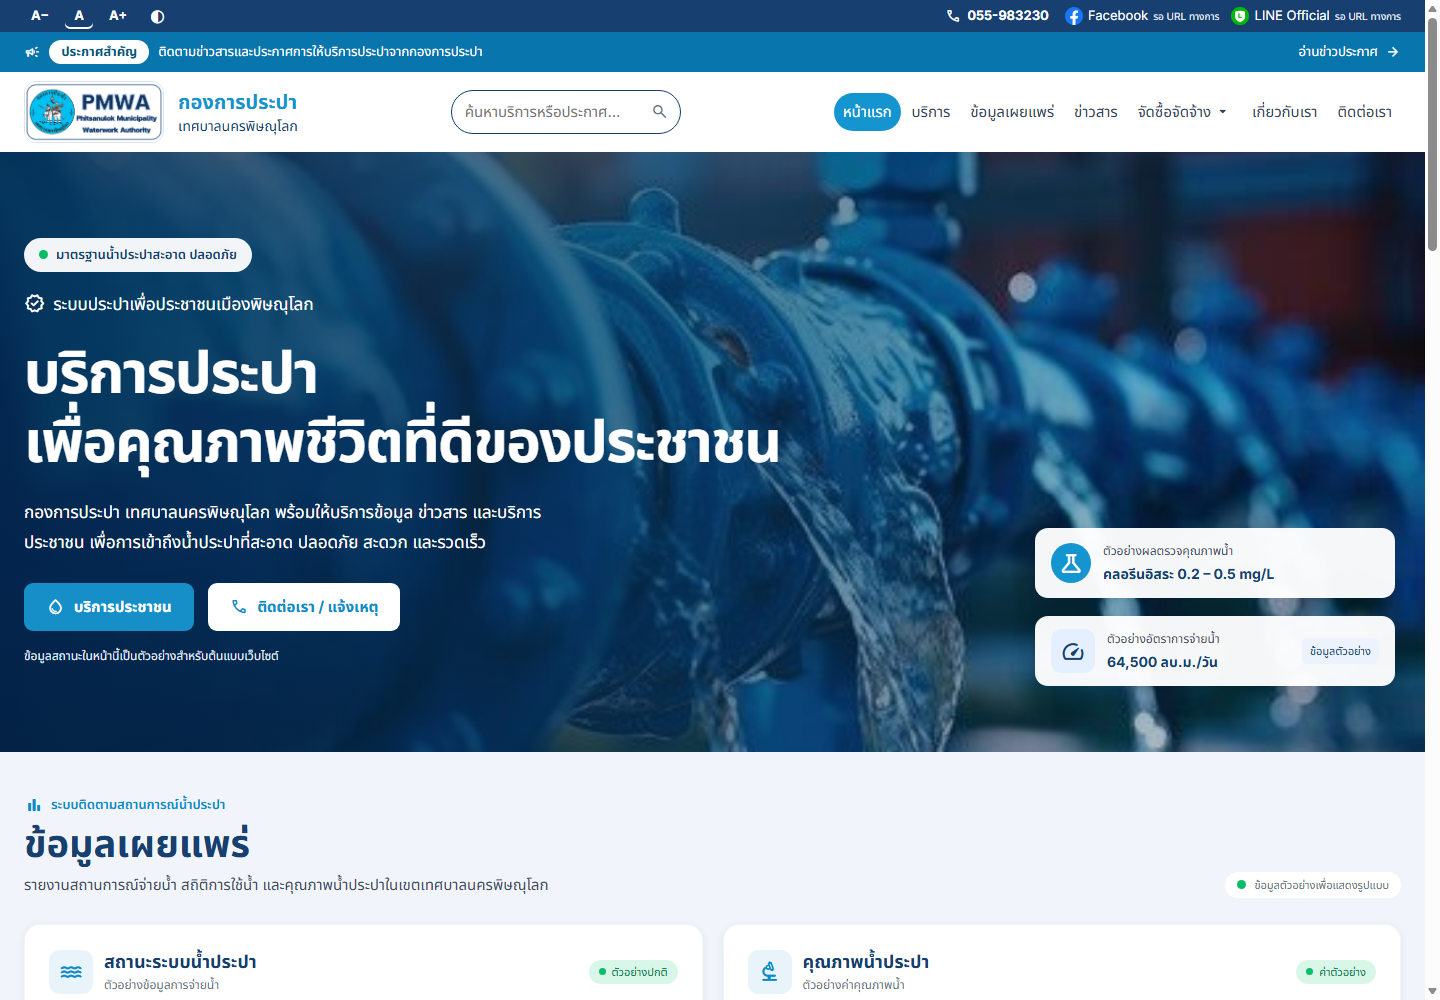 A−
A
A+
055-983230
Facebook รอ URL ทางการ
LINE Official รอ URL ทางการ
ประกาศสำคัญ
ติดตามข่าวสารและประกาศการให้บริการประปาจากกองการประปา
อ่านข่าวประกาศ
PMWA
Phitsanulok Municipality
Waterwork Authority
กองการประปา
เทศบาลนครพิษณุโลก
ค้นหาบริการหรือประกาศ...
หน้าแรก
บริการ
ข้อมูลเผยแพร่
ข่าวสาร
จัดซื้อจัดจ้าง
เกี่ยวกับเรา
ติดต่อเรา
มาตรฐานน้ำประปาสะอาด ปลอดภัย
ระบบประปาเพื่อประชาชนเมืองพิษณุโลก
บริการประปา
เพื่อคุณภาพชีวิตที่ดีของประชาชน
กองการประปา เทศบาลนครพิษณุโลก พร้อมให้บริการข้อมูล ข่าวสาร และบริการ
ประชาชน เพื่อการเข้าถึงน้ำประปาที่สะอาด ปลอดภัย สะดวก และรวดเร็ว
บริการประชาชน
ติดต่อเรา / แจ้งเหตุ
ข้อมูลสถานะในหน้านี้เป็นตัวอย่างสำหรับต้นแบบเว็บไซต์
ตัวอย่างผลตรวจคุณภาพน้ำ
คลอรีนอิสระ 0.2 – 0.5 mg/L
ตัวอย่างอัตราการจ่ายน้ำ
64,500 ลบ.ม./วัน
ข้อมูลตัวอย่าง
ระบบติดตามสถานการณ์น้ำประปา
ข้อมูลเผยแพร่
รายงานสถานการณ์จ่ายน้ำ สถิติการใช้น้ำ และคุณภาพน้ำประปาในเขตเทศบาลนครพิษณุโลก
ข้อมูลตัวอย่างเพื่อแสดงรูปแบบ
สถานะระบบน้ำประปา
ตัวอย่างข้อมูลการจ่ายน้ำ
ตัวอย่างปกติ
คุณภาพน้ำประปา
ตัวอย่างค่าคุณภาพน้ำ
ค่าตัวอย่าง